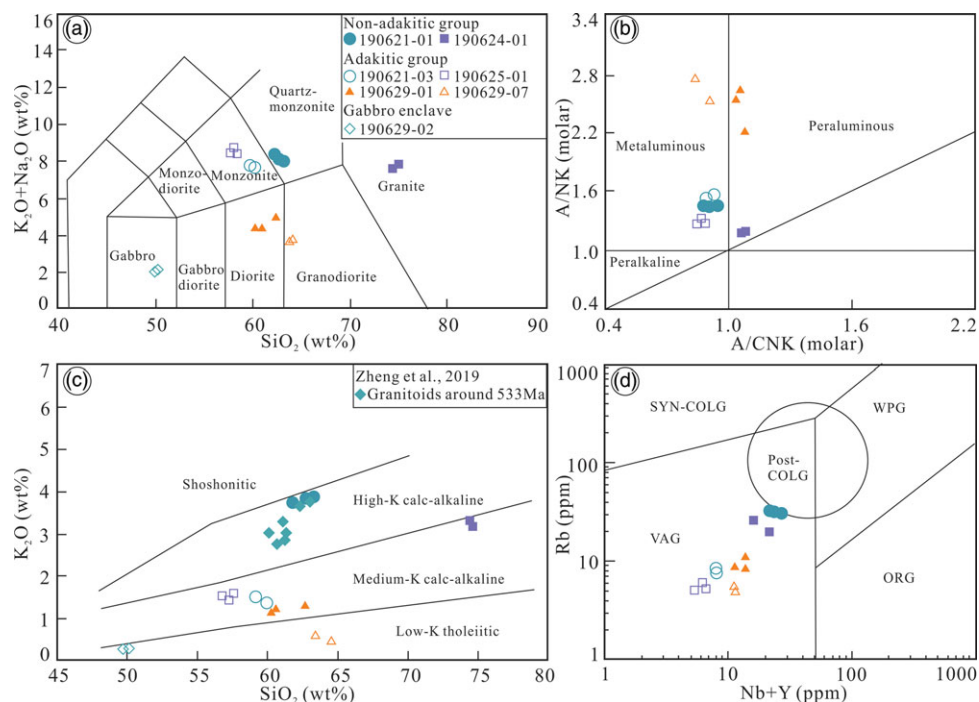 (a)
K₂O+Na₂O (wt%)
16
14
12
10
8
6
4
2
0
40 50 60 70 80 90
SiO₂ (wt%)
Quartz-
monzonite
Monzo-
diorite
Monzonite
Granite
Gabbro
Gabbro
diorite
Diorite
Granodiorite
Non-adakitic group
190621-01 190624-01
Adakitic group
190621-03 190625-01
190629-01 190629-07
Gabbro enclave
190629-02
(b)
A/NK (molar)
2.8
2.2
1.6
1.0
0.4
0.4 1.0 1.6 2.2
A/CNK (molar)
Metaluminous
Peraluminous
Peralkaline
(c)
K₂O (wt%)
7
6
5
4
3
2
1
0
45 50 55 60 65 70 75 80
SiO₂ (wt%)
Zheng et al., 2019
Granitoids around 533Ma
Shoshonitic
High-K calc-alkaline
Medium-K calc-alkaline
Low-K tholeiitic
(d)
Rb (ppm)
1000
100
10
1
1 10 100 1000
Nb+Y (ppm)
SYN-COLG
WPG
Post-
COLG
VAG
ORG